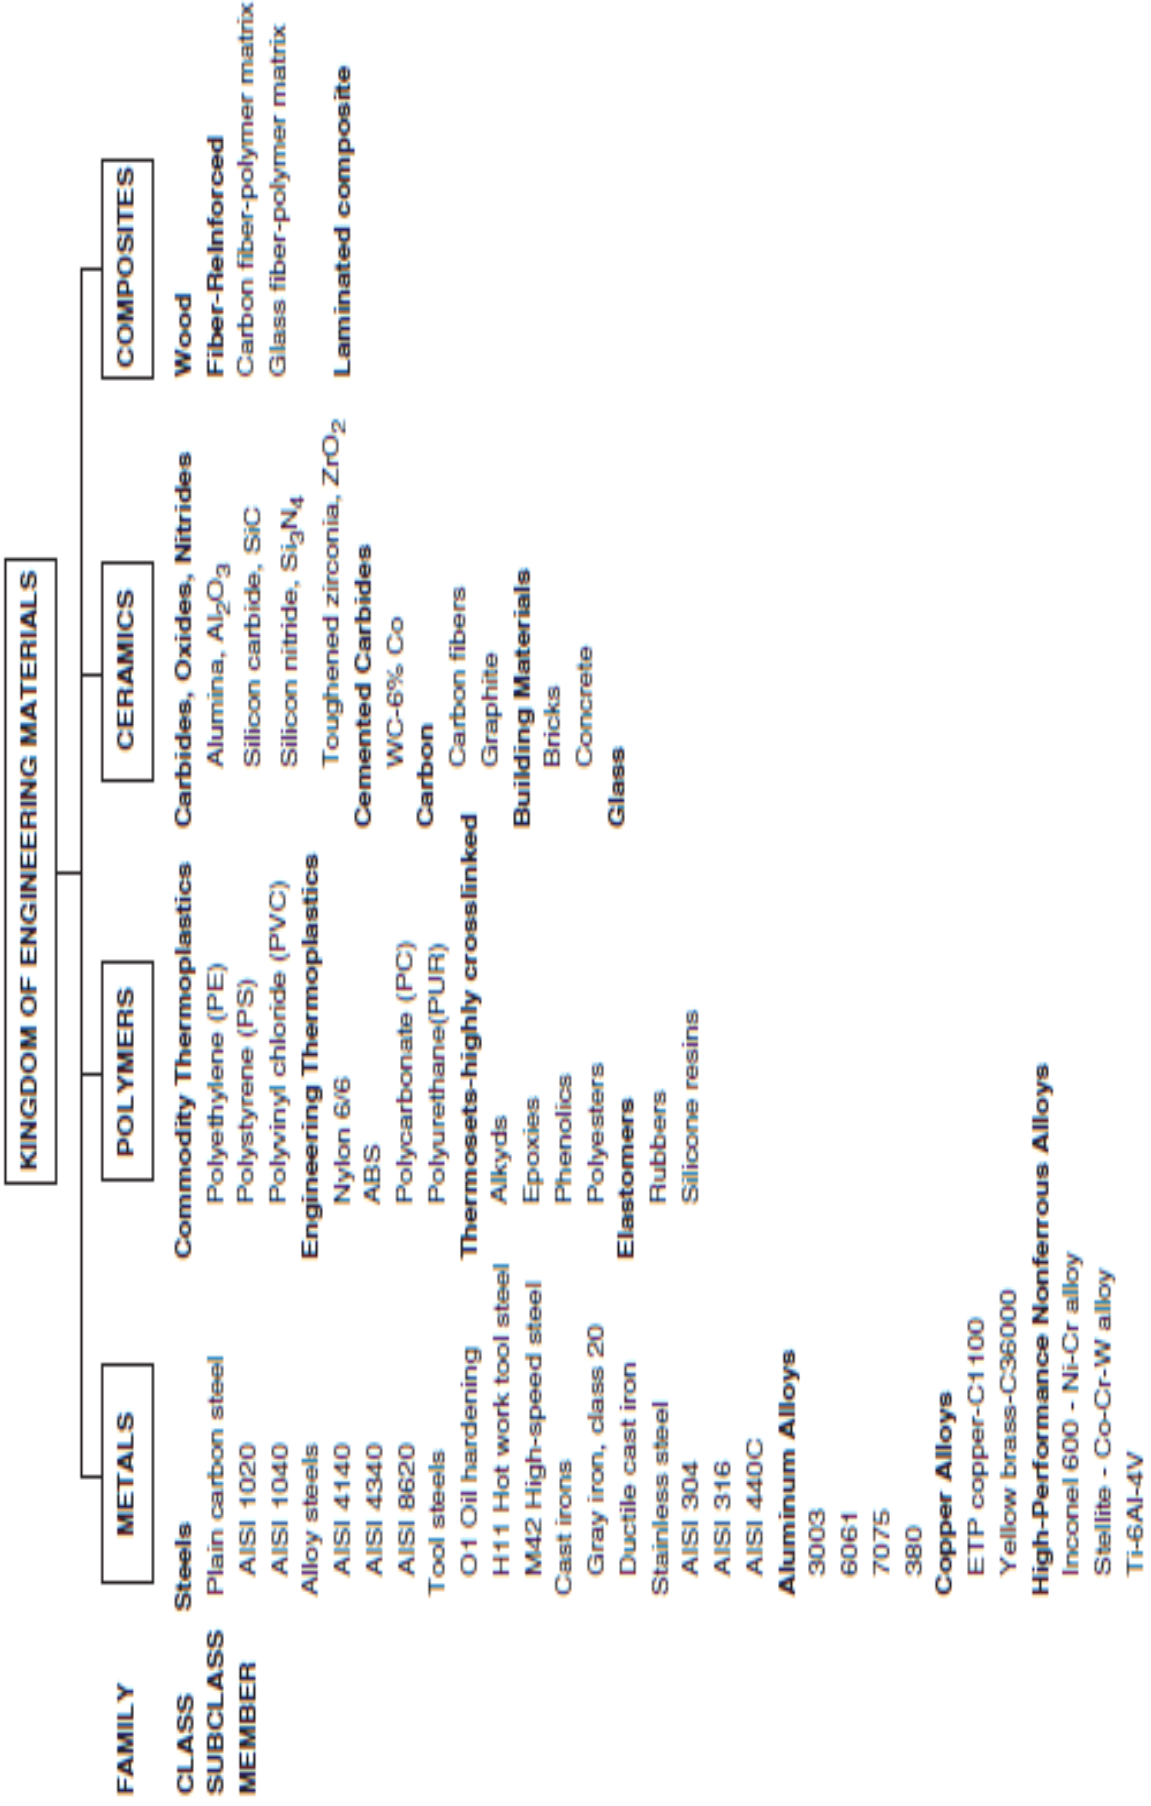 KINGDOM OF ENGINEERING MATERIALS
FAMILY
METALS
POLYMERS
CERAMICS
COMPOSITES
CLASS
SUBCLASS
MEMBER
Steels
Plain carbon steel
AISI 1020
AISI 1040
Alloy steels
AISI 4140
AISI 4340
AISI 8620
Tool steels
O1 Oil hardening
H11 Hot work tool steel
M42 High-speed steel
Cast irons
Gray iron, class 20
Ductile cast iron
Stainless steel
AISI 304
AISI 316
AISI 440C
Aluminum Alloys
3003
6061
7075
380
Copper Alloys
ETP copper-C1100
Yellow brass-C36000
High-Performance Nonferrous Alloys
Inconel 600 - Ni-Cr alloy
Stellite - Co-Cr-W alloy
Ti-6Al-4V
Commodity Thermoplastics
Polyethylene (PE)
Polystyrene (PS)
Polyvinyl chloride (PVC)
Engineering Thermoplastics
Nylon 6/6
ABS
Polycarbonate (PC)
Polyurethane(PUR)
Thermosets-highly crosslinked
Alkyds
Epoxies
Phenolics
Polyesters
Elastomers
Rubbers
Silicone resins
Carbides, Oxides, Nitrides
Alumina, Al₂O₃
Silicon carbide, SiC
Silicon nitride, Si₃N₄
Toughened zirconia, ZrO₂
Cemented Carbides
WC-6% Co
Carbon
Carbon fibers
Graphite
Building Materials
Bricks
Concrete
Glass
Wood
Fiber-Reinforced
Carbon fiber-polymer matrix
Glass fiber-polymer matrix
Laminated composite